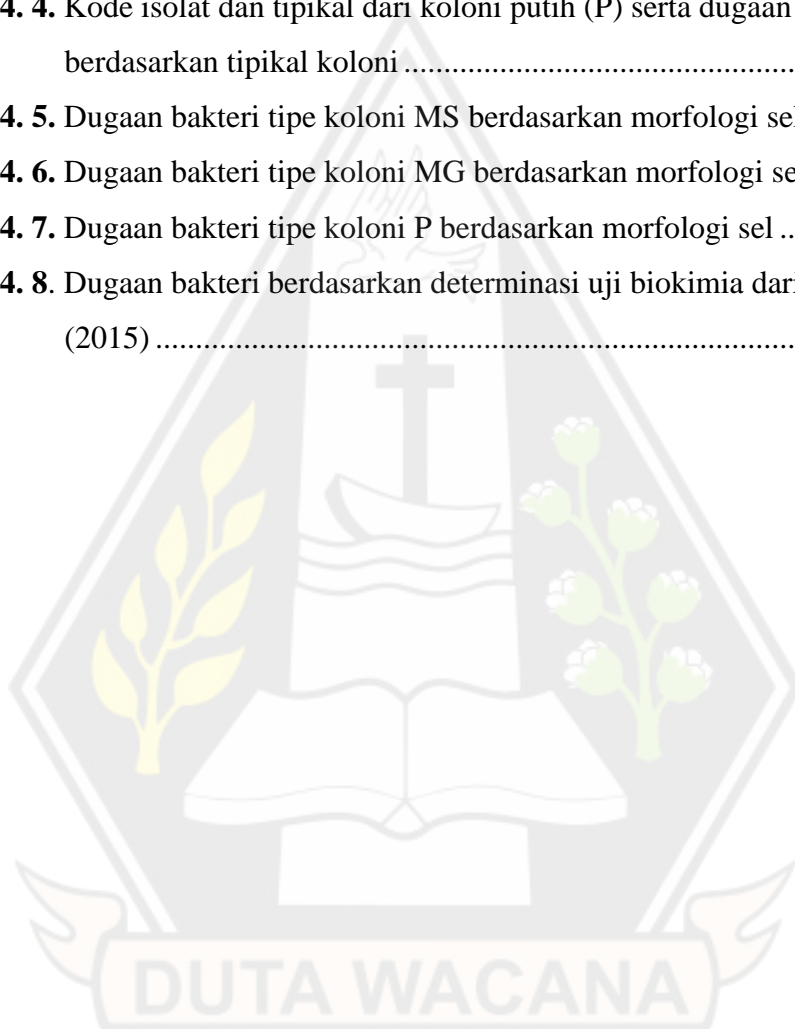 4. 4. Kode isolat dan tipikal dari koloni putih (P) serta dugaan
berdasarkan tipikal koloni ..........................................
4. 5. Dugaan bakteri tipe koloni MS berdasarkan morfologi sel
4. 6. Dugaan bakteri tipe koloni MG berdasarkan morfologi se
4. 7. Dugaan bakteri tipe koloni P berdasarkan morfologi sel ..
4. 8. Dugaan bakteri berdasarkan determinasi uji biokimia dari
(2015) ....................................................................
DUTA WACANA